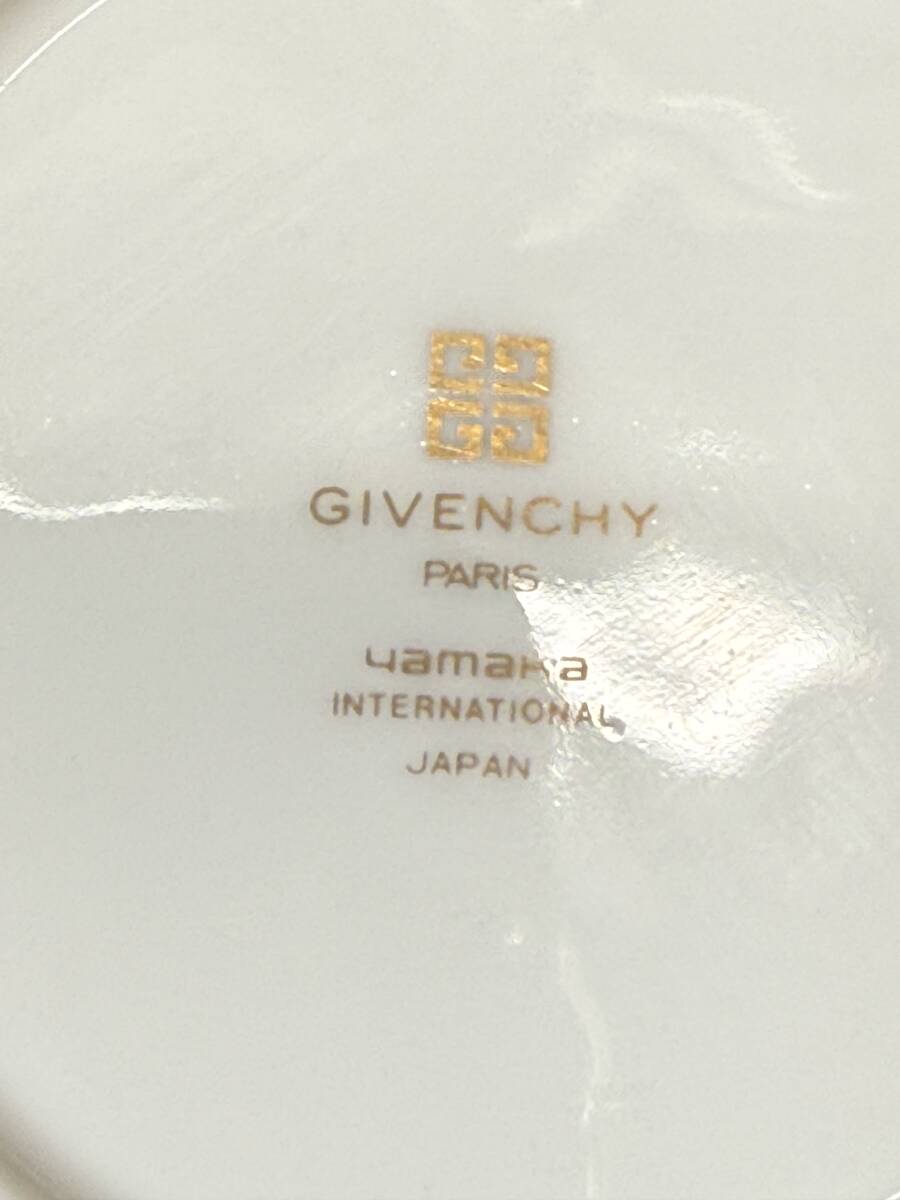 GIVENCHY
PARIS
yamaka
INTERNATIONAL
JAPAN